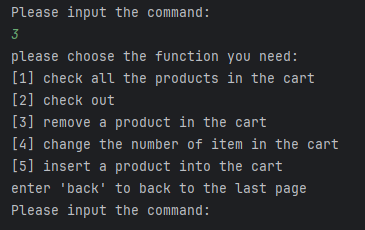 Please input the command:
3
please choose the function you need:
[1] check all the products in the cart
[2] check out
[3] remove a product in the cart
[4] change the number of item in the cart
[5] insert a product into the cart
enter 'back' to back to the last page
Please input the command: